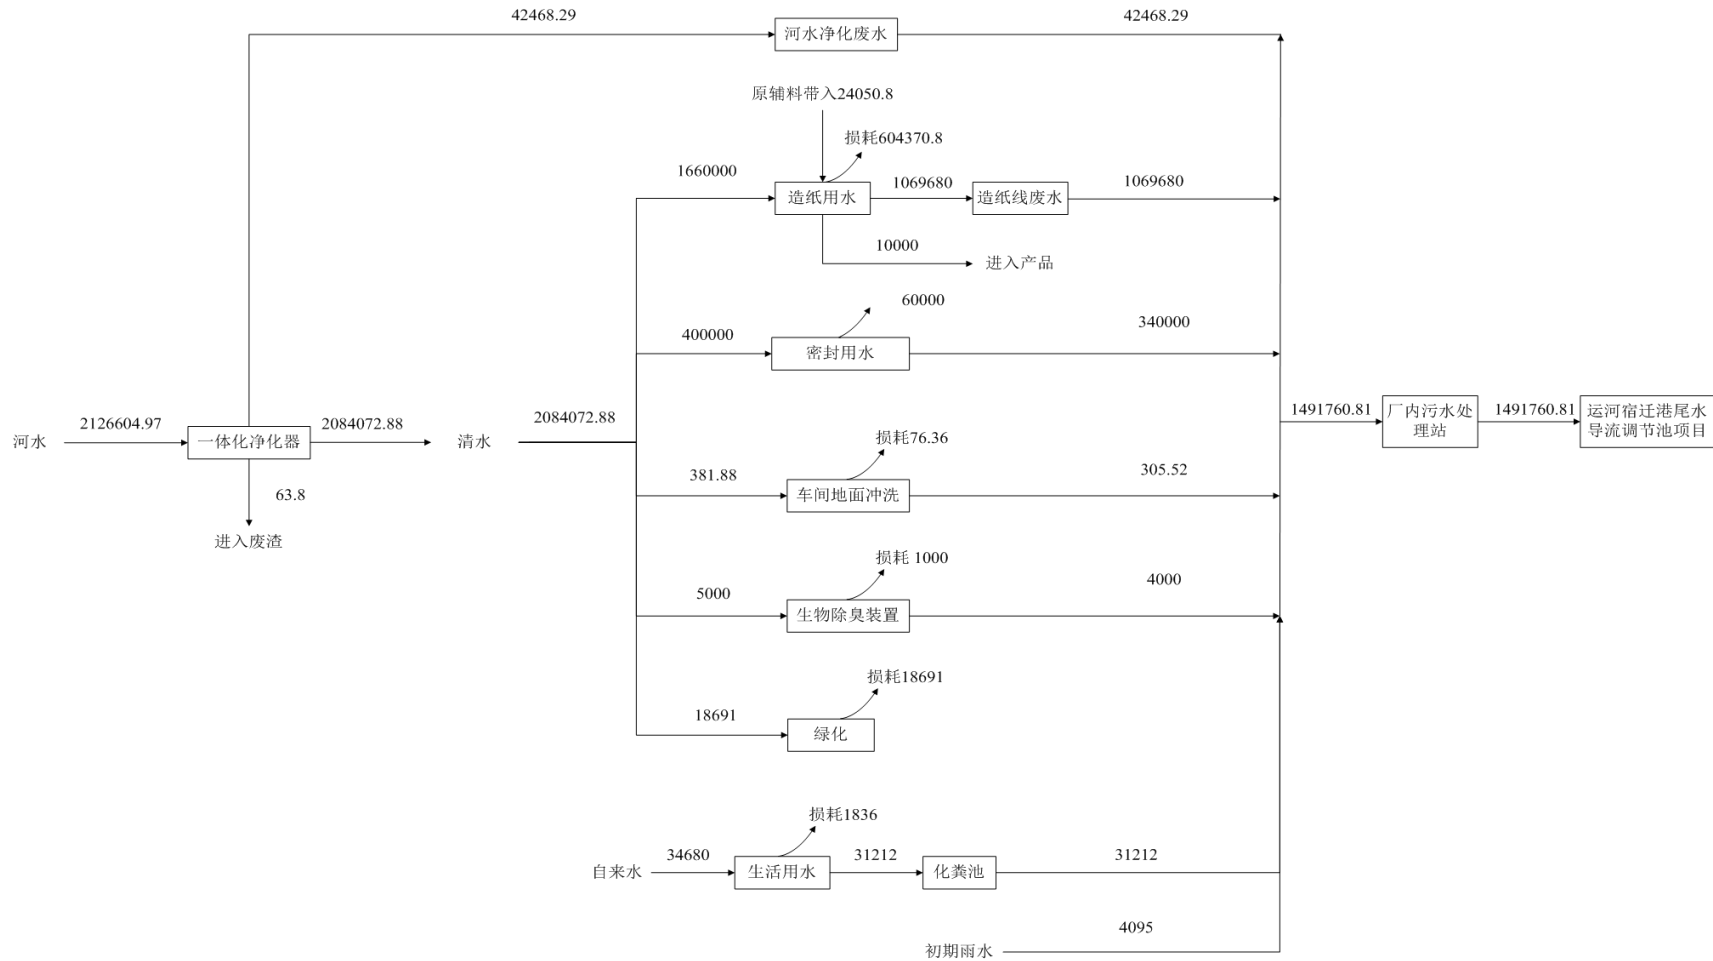 42468.29
42468.29
河水净化废水
原辅料带入24050.8
损耗604370.8
1660000
造纸用水
1069680
造纸线废水
1069680
10000
进入产品
60000
400000
密封用水
340000
河水
2126604.97
一体化净化器
2084072.88
清水
2084072.88
1491760.81
厂内污水处
理站
1491760.81
运河宿迁港尾水
导流调节池项目
63.8
进入废渣
损耗76.36
381.88
车间地面冲洗
305.52
损耗 1000
5000
生物除臭装置
4000
损耗18691
18691
绿化
损耗1836
自来水
34680
生活用水
31212
化粪池
31212
4095
初期雨水